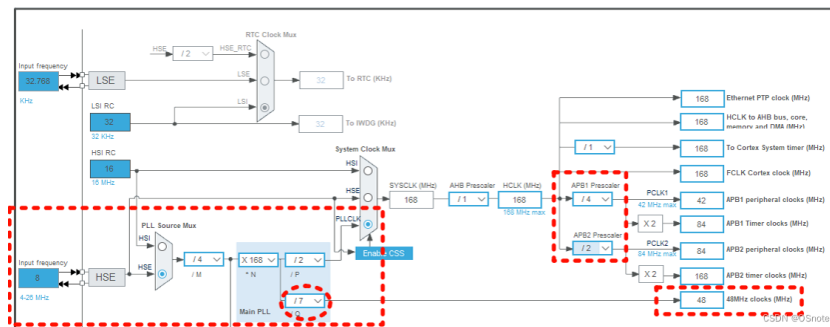 RTC Clock Mux
HSE
/ 2
HSE_RTC
Input frequency
32.768
KHz
LSE
LSE
32
To RTC (KHz)
LSI RC
32
32 KHz
LSI
32
To IWDG (KHz)
HSI RC
16
16 MHz
System Clock Mux
HSI
HSE
PLLCLK
SYSCLK (MHz)
168
AHB Prescaler
/ 1
HCLK (MHz)
168
168 MHz max
Enable CSS
PLL Source Mux
HSI
HSE
Input frequency
8
4-26 MHz
HSE
/ 4
/ M
X 168
* N
/ 2
/ P
/ 7
Q
Main PLL
168
Ethernet PTP clock (MHz)
168
HCLK to AHB bus, core,
memory and DMA (MHz)
/ 1
168
To Cortex System timer (MHz)
168
FCLK Cortex clock (MHz)
APB1 Prescaler
/ 4
PCLK1
42 MHz max
42
APB1 peripheral clocks (MHz)
X 2
84
APB1 Timer clocks (MHz)
APB2 Prescaler
/ 2
PCLK2
84 MHz max
84
APB2 peripheral clocks (MHz)
X 2
168
APB2 timer clocks (MHz)
48
48MHz clocks (MHz)
CSDN @OSnote